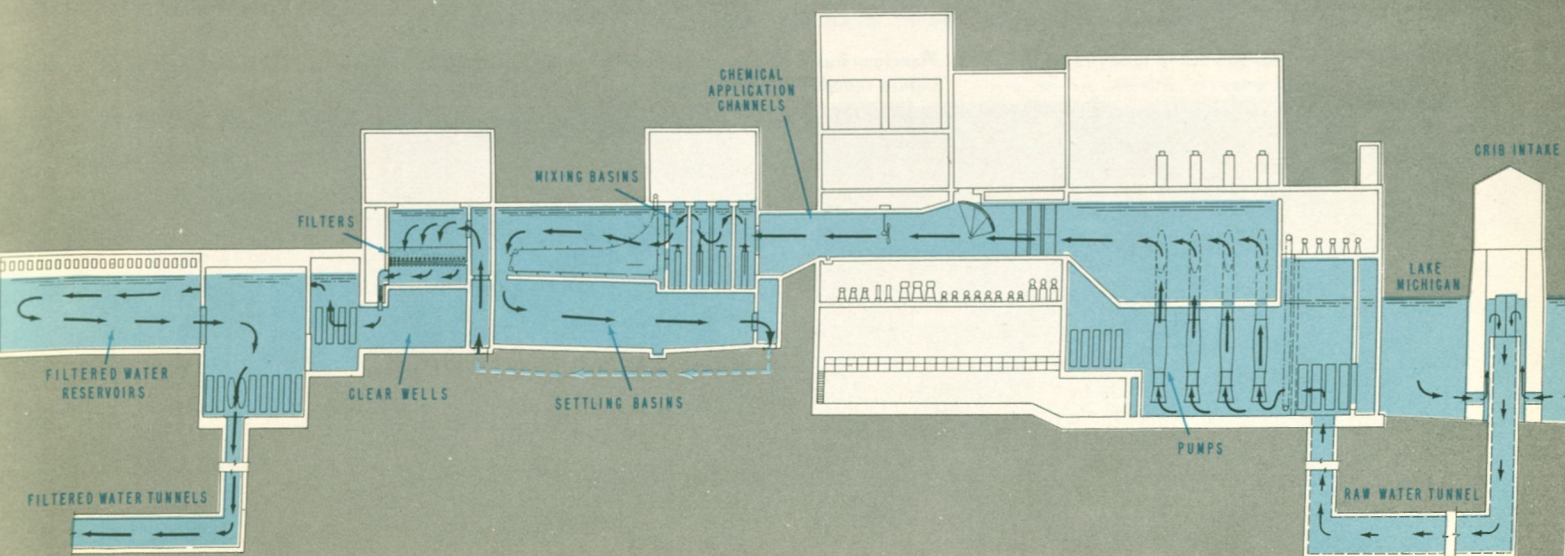 CHEMICAL
APPLICATION
CHANNELS
CRIB INTAKE
MIXING BASINS
FILTERS
LAKE
MICHIGAN
FILTERED WATER
RESERVOIRS
CLEAR WELLS
SETTLING BASINS
PUMPS
FILTERED WATER TUNNELS
RAW WATER TUNNEL